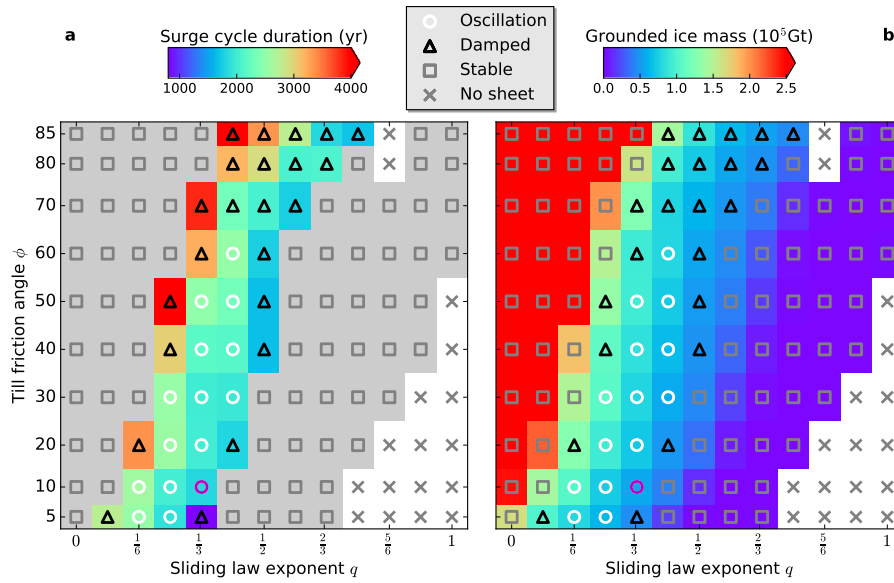 a
Surge cycle duration (yr)
1000 2000 3000 4000
Oscillation
Damped
Stable
No sheet
Grounded ice mass (10⁵Gt)
0.0 0.5 1.0 1.5 2.0 2.5
b
Till friction angle ϕ
85
80
70
60
50
40
30
20
10
5
0 1/6 1/3 1/2 2/3 5/6 1
Sliding law exponent q
0 1/6 1/3 1/2 2/3 5/6 1
Sliding law exponent q